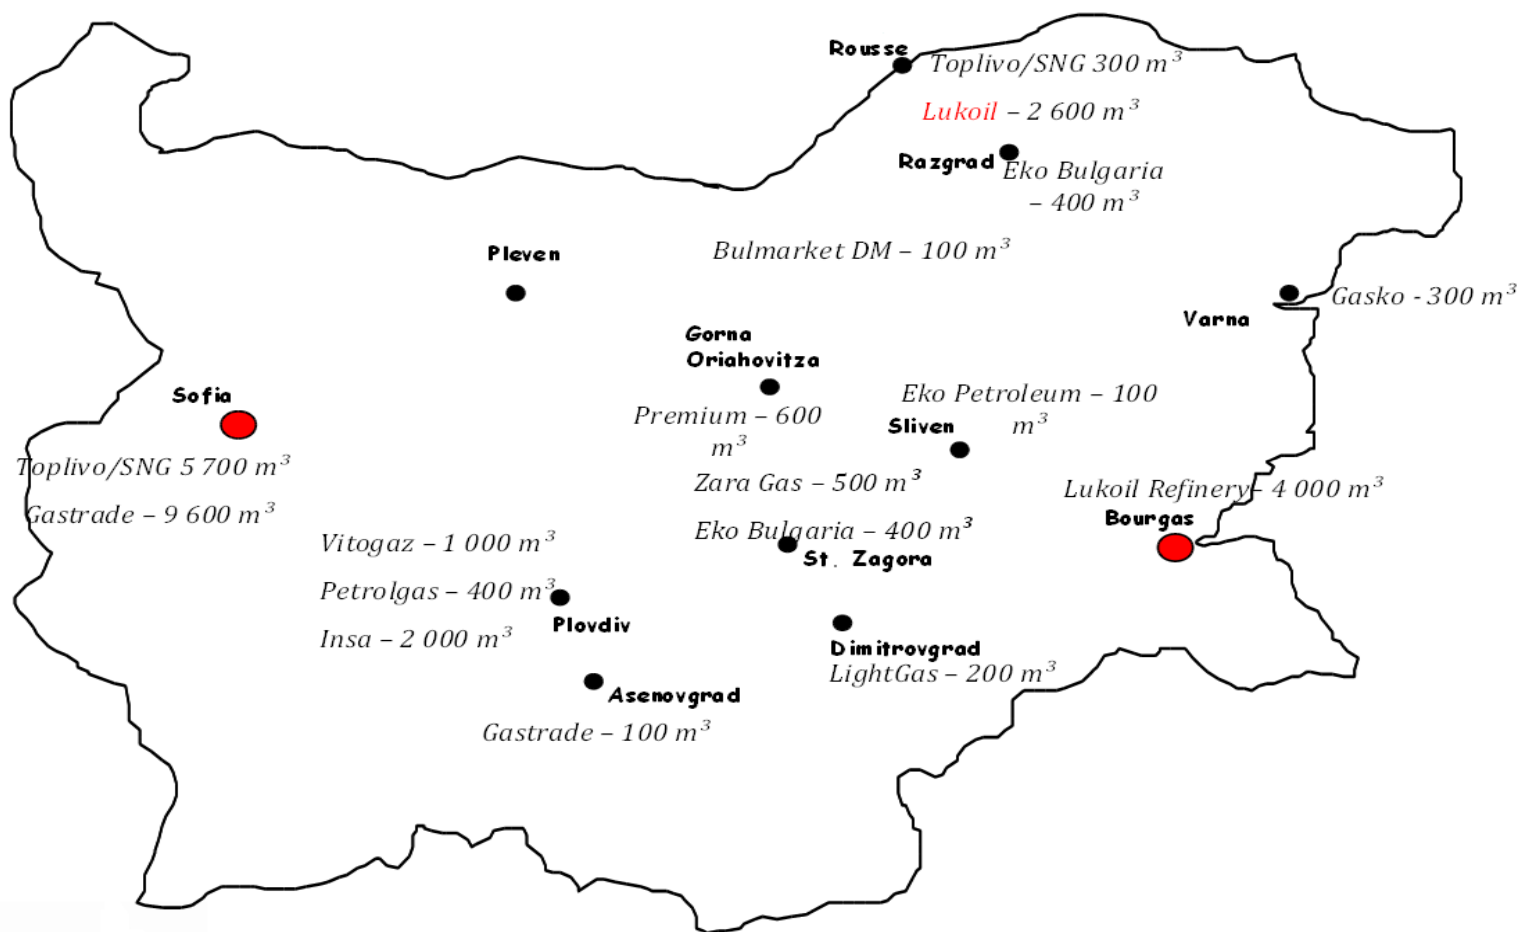 Rousse
Toplivo/SNG 300 m³
Lukoil – 2 600 m³
Razgrad
Eko Bulgaria
– 400 m³
Bulmarket DM – 100 m³
Pleven
Gasko - 300 m³
Varna
Gorna
Oriahovitza
Premium – 600
m³
Eko Petroleum – 100
m³
Sliven
Sofia
Toplivo/SNG 5 700 m³
Gastrade – 9 600 m³
Zara Gas – 500 m³
Eko Bulgaria – 400 m³
St. Zagora
Lukoil Refinery– 4 000 m³
Bourgas
Vitogaz – 1 000 m³
Petrolgas – 400 m³
Insa – 2 000 m³
Plovdiv
Dimitrovgrad
LightGas – 200 m³
Asenovgrad
Gastrade – 100 m³